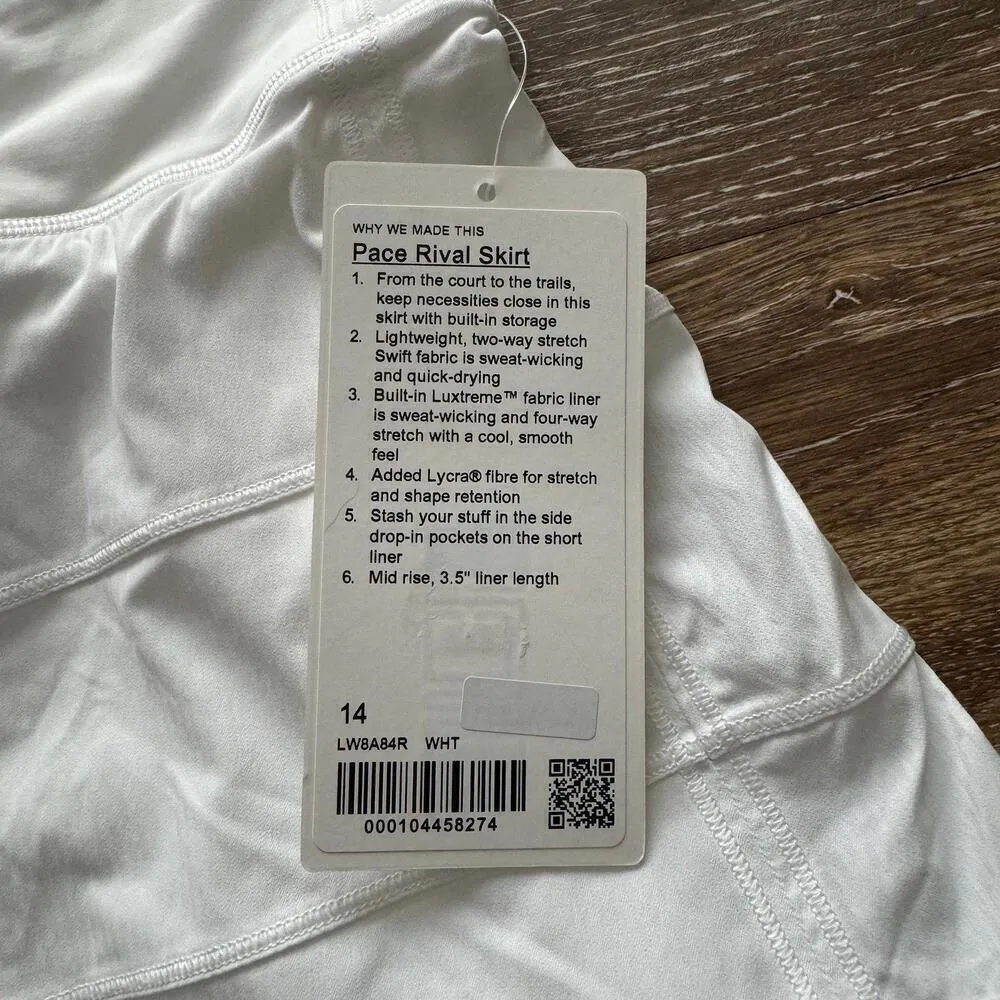 WHY WE MADE THIS
Pace Rival Skirt
1. From the court to the trails,
keep necessities close in this
skirt with built-in storage
2. Lightweight, two-way stretch
Swift fabric is sweat-wicking
and quick-drying
3. Built-in Luxtreme™ fabric liner
is sweat-wicking and four-way
stretch with a cool, smooth
feel
4. Added Lycra® fibre for stretch
and shape retention
5. Stash your stuff in the side
drop-in pockets on the short
liner
6. Mid rise, 3.5" liner length
14
LW8A84R WHT
000104458274